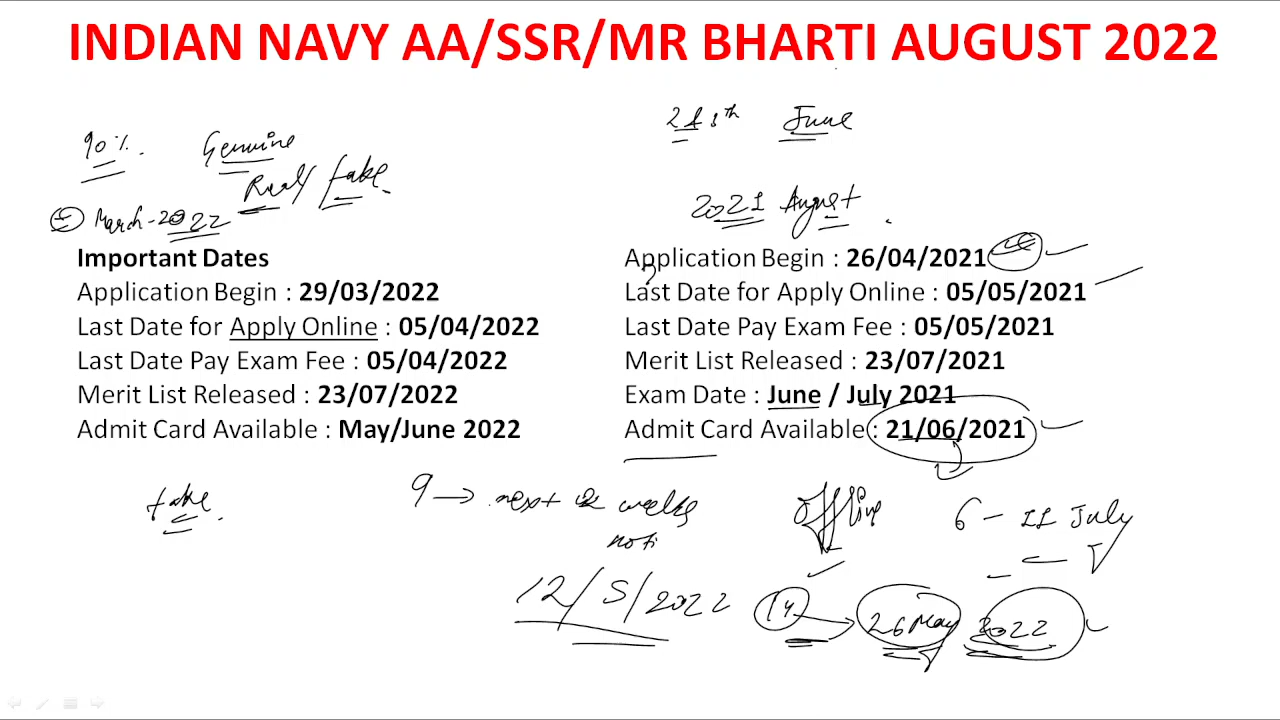 INDIAN NAVY AA/SSR/MR BHARTI AUGUST 2022
90%. Genuine
Real/ fake
March-2022
Important Dates
Application Begin : 29/03/2022
Last Date for Apply Online : 05/04/2022
Last Date Pay Exam Fee : 05/04/2022
Merit List Released : 23/07/2022
Admit Card Available : May/June 2022
fake
June
2021 August
Application Begin : 26/04/2021
Last Date for Apply Online : 05/05/2021
Last Date Pay Exam Fee : 05/05/2021
Merit List Released : 23/07/2021
Exam Date : June / July 2021
Admit Card Available : 21/06/2021
9 → next weeks
noti
offline
6 - 11 July
12/5/2022
14 → 26 May 2022